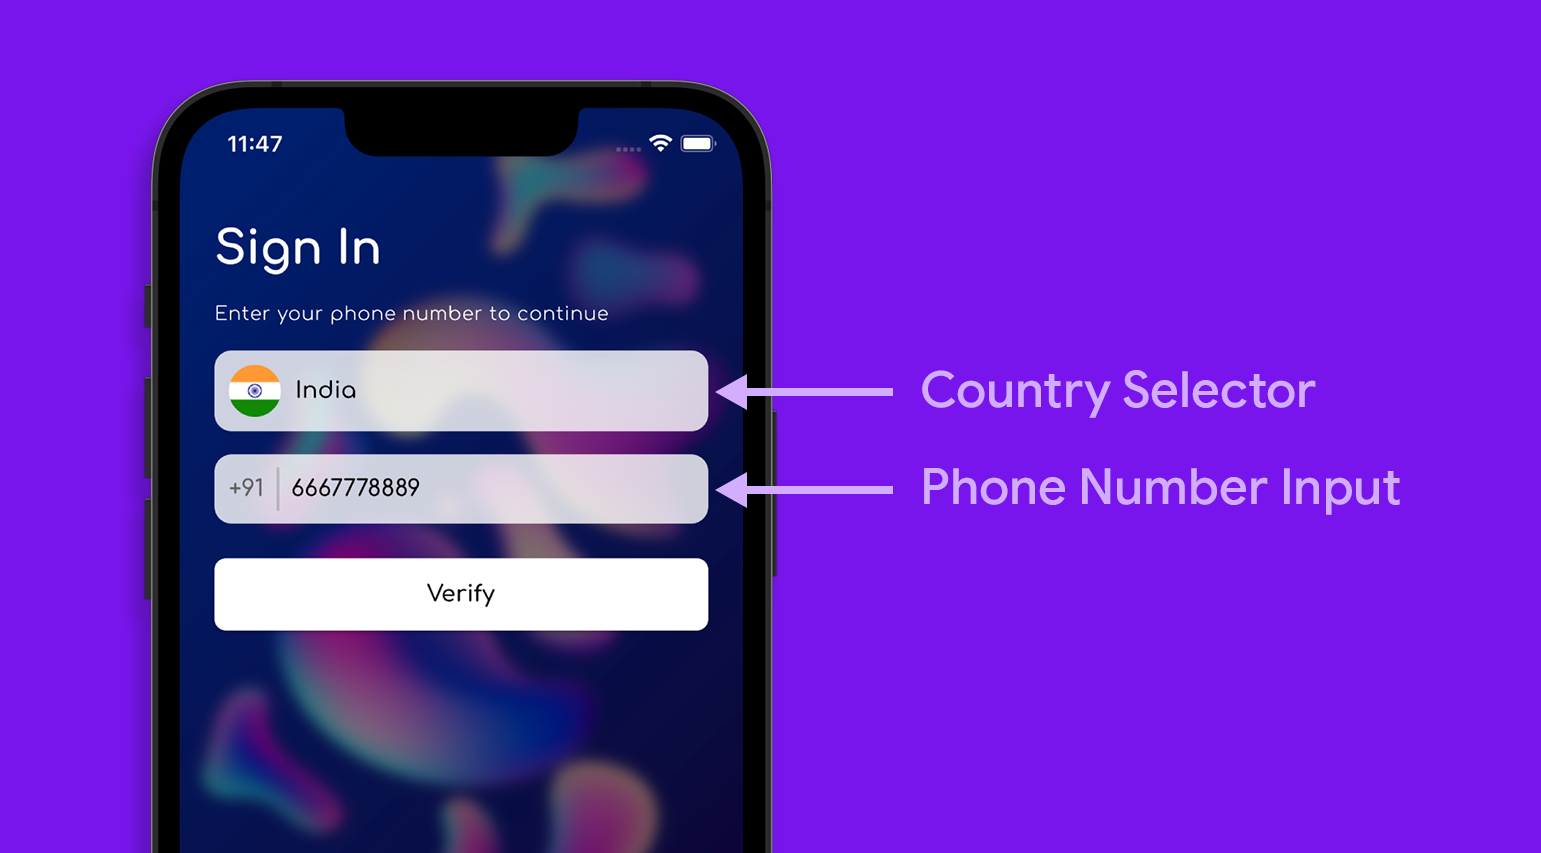 11:47
Sign In
Enter your phone number to continue
India
Country Selector
+91 6667778889
Phone Number Input
Verify